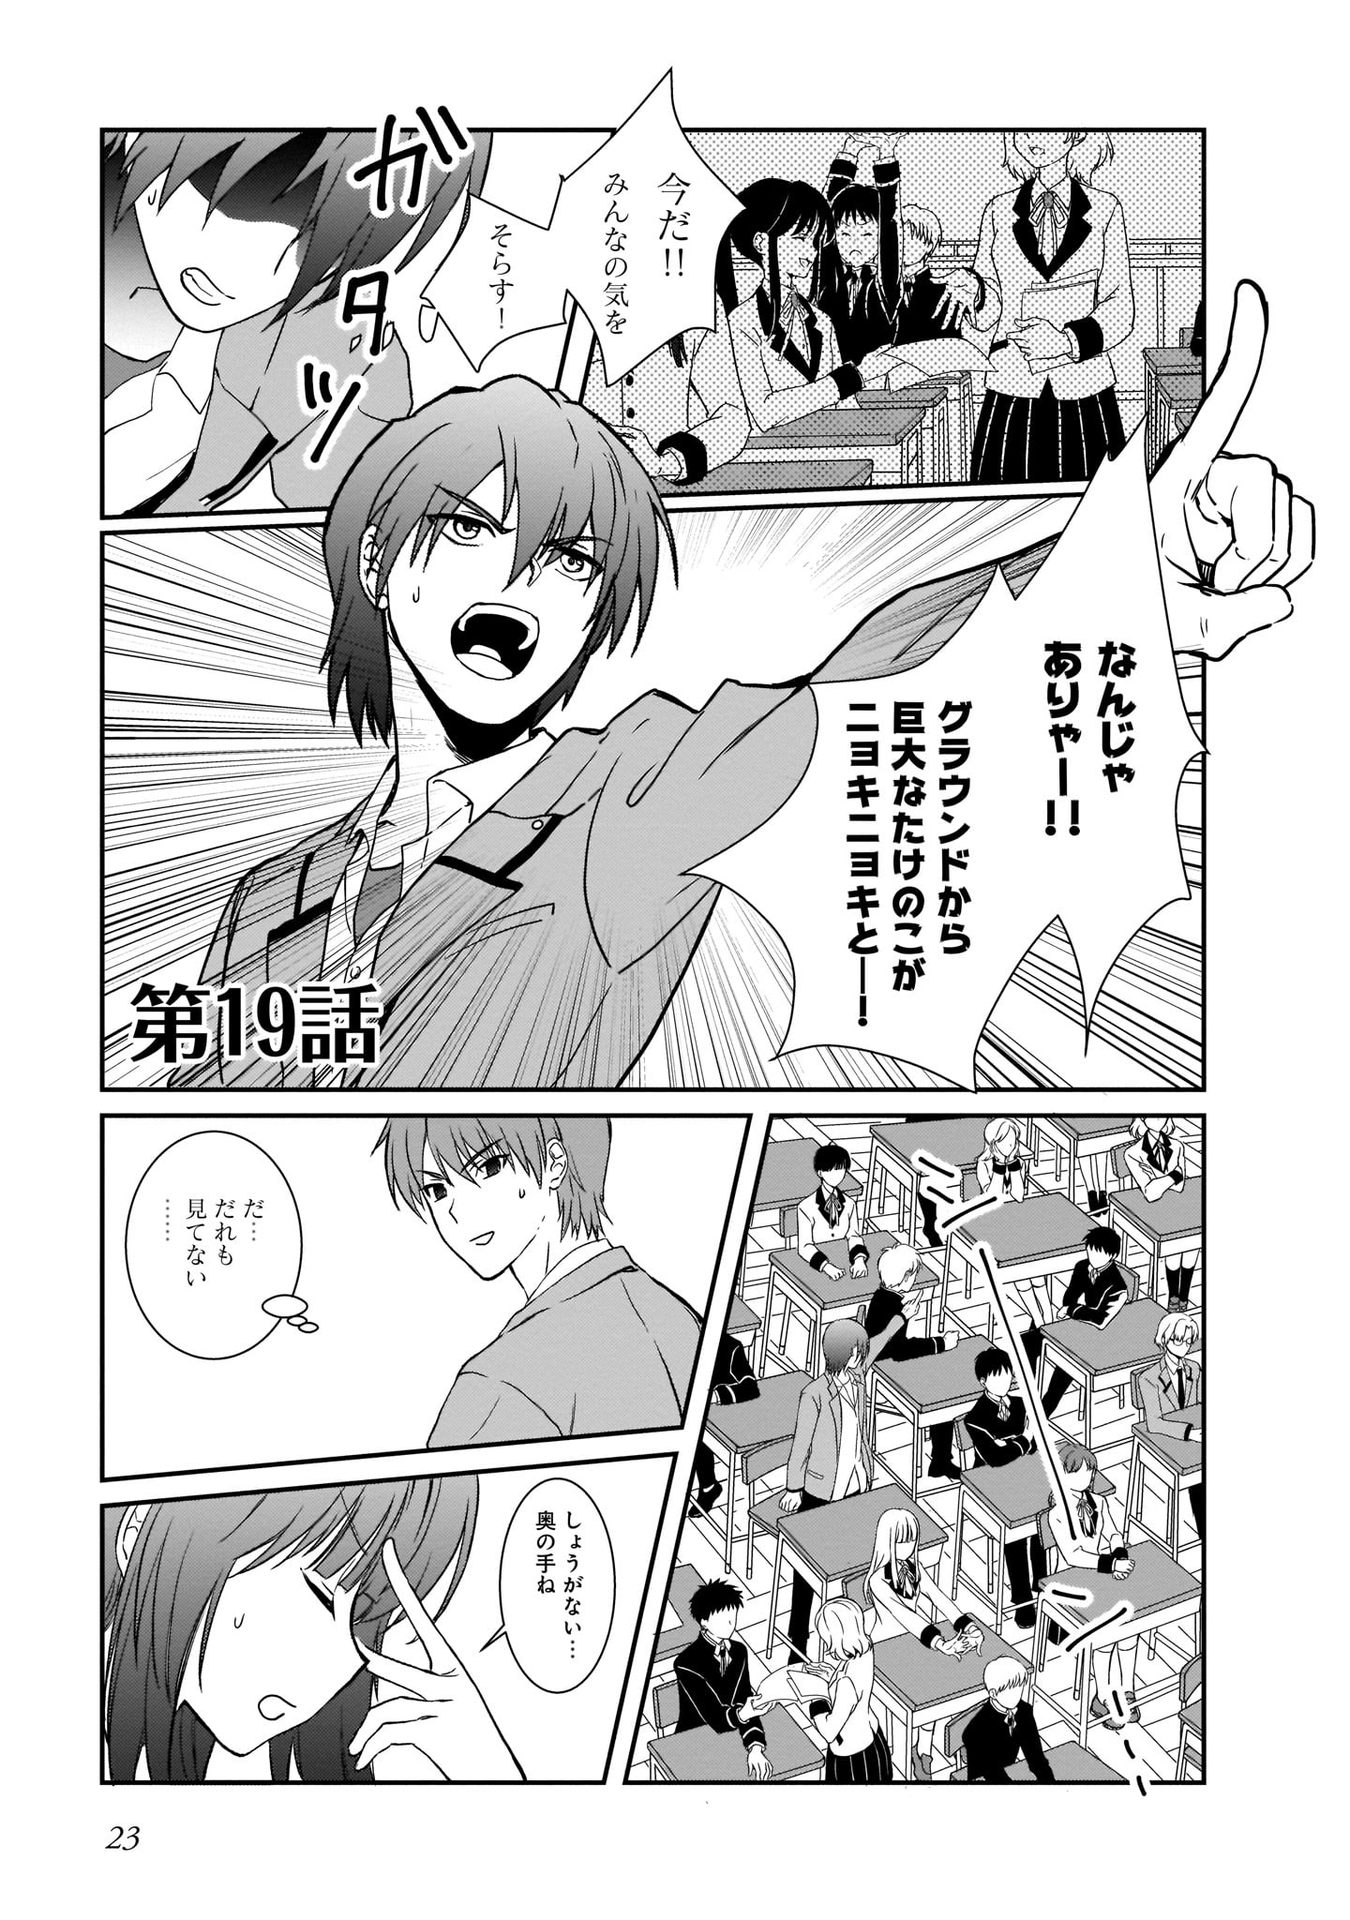 今だ!!
みんなの気を
そらす!
ガタッ
なんじゃ
ありゃー!!
グラウンドから
巨大なたけのこが
ニョキニョキと―!
第19話
だ…
だれも
見てない
……
しょうがない…
奥の手ね
23